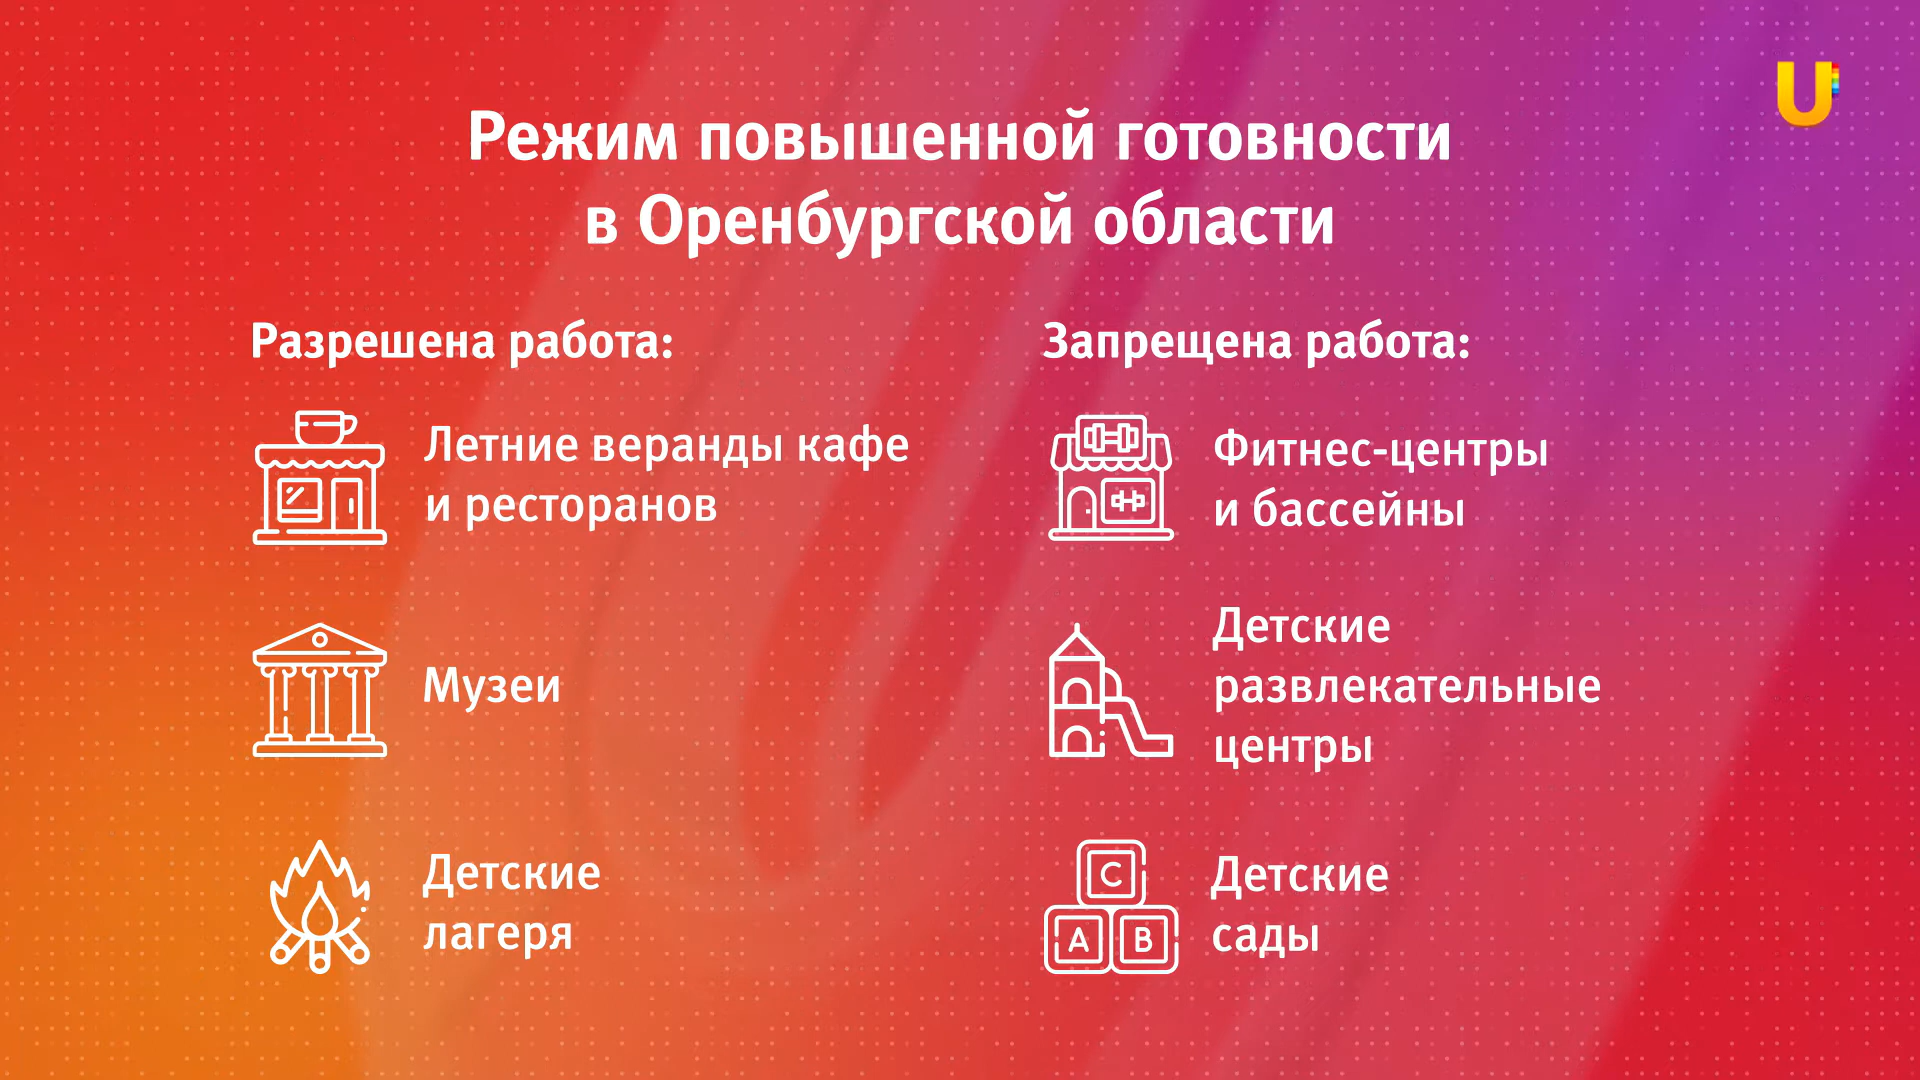 U
Режим повышенной готовности
в Оренбургской области
Разрешена работа:
Летние веранды кафе
и ресторанов
Музеи
Детские
лагеря
Запрещена работа:
Фитнес-центры
и бассейны
Детские
развлекательные
центры
C
A B
Детские
сады